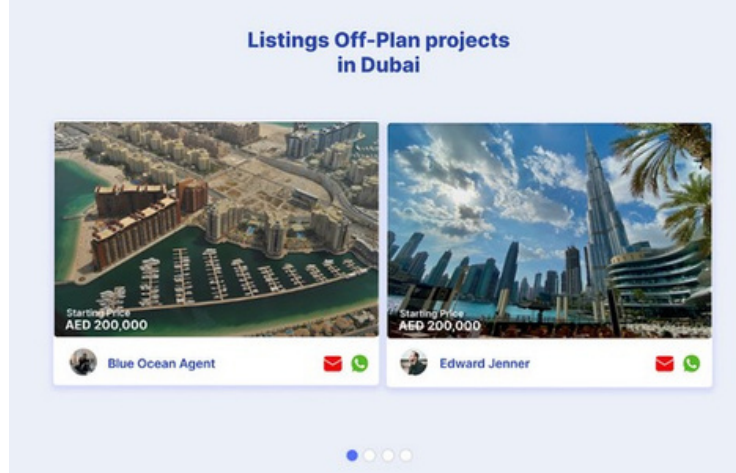 Listings Off-Plan projects
in Dubai
Starting Price
AED 200,000
Blue Ocean Agent
Starting Price
AED 200,000
Edward Jenner